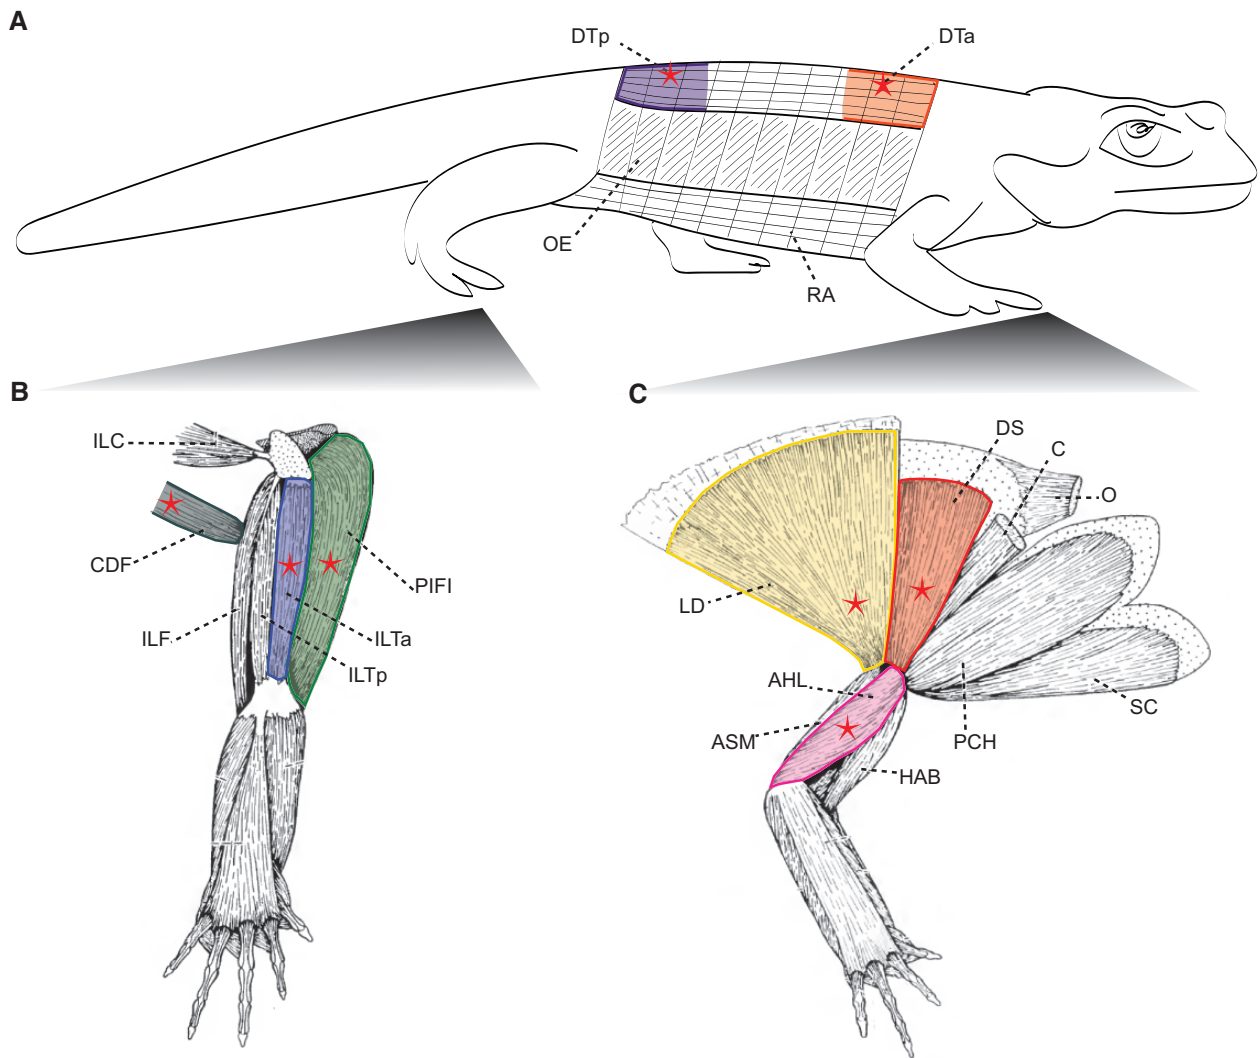 A
DTp
DTa
OE
RA
B
C
ILC
CDF
ILF
PIFI
ILTa
ILTp
DS
C
O
LD
AHL
ASM
SC
PCH
HAB